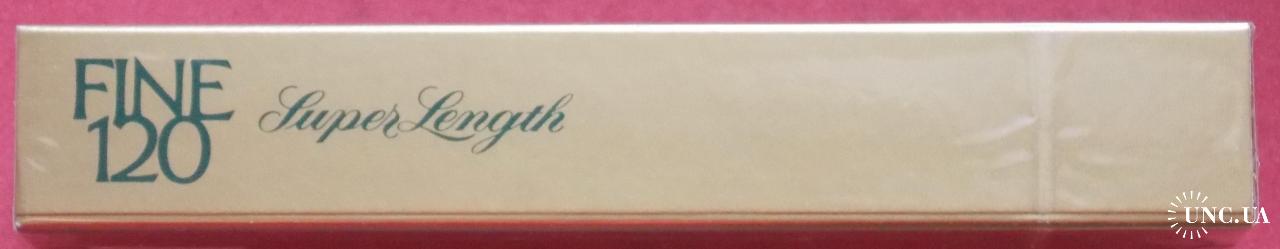 FINE
120
Super Length
UNC.UA